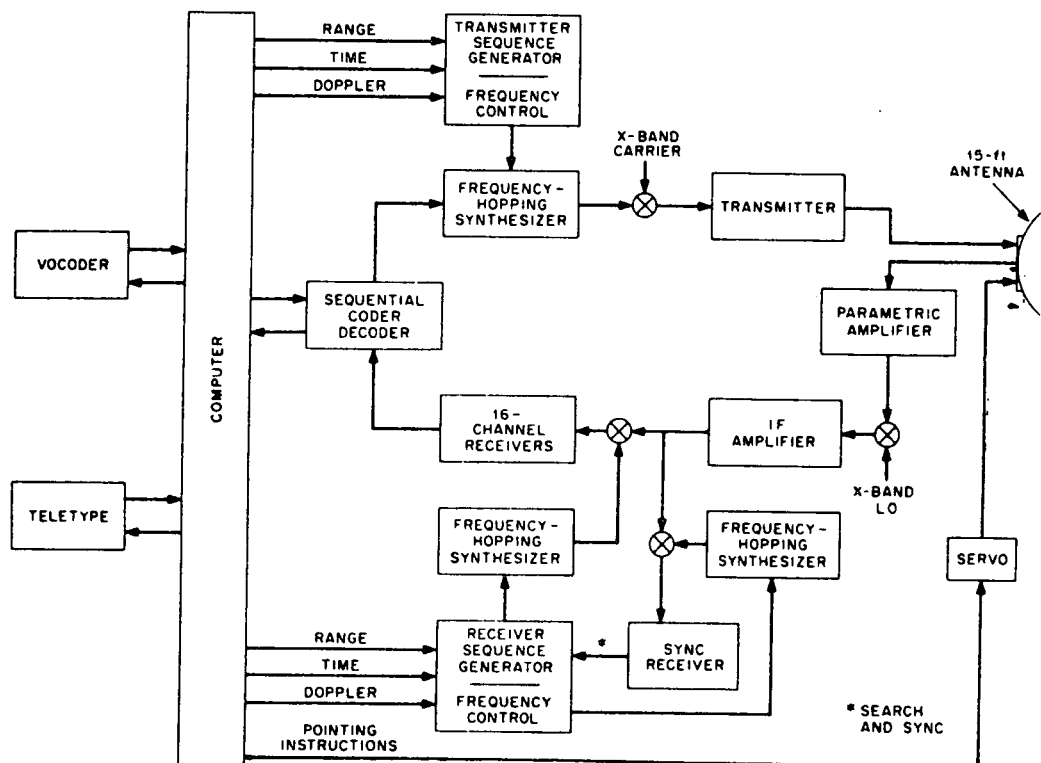 RANGE
TIME
DOPPLER
TRANSMITTER
SEQUENCE
GENERATOR
FREQUENCY
CONTROL
X-BAND
CARRIER
15-ft
ANTENNA
FREQUENCY-
HOPPING
SYNTHESIZER
TRANSMITTER
VOCODER
SEQUENTIAL
CODER
DECODER
PARAMETRIC
AMPLIFIER
COMPUTER
16-
CHANNEL
RECEIVERS
IF
AMPLIFIER
X-BAND
LO
TELETYPE
FREQUENCY-
HOPPING
SYNTHESIZER
FREQUENCY-
HOPPING
SYNTHESIZER
SERVO
RANGE
TIME
DOPPLER
RECEIVER
SEQUENCE
GENERATOR
FREQUENCY
CONTROL
*
SYNC
RECEIVER
POINTING
INSTRUCTIONS
* SEARCH
AND SYNC